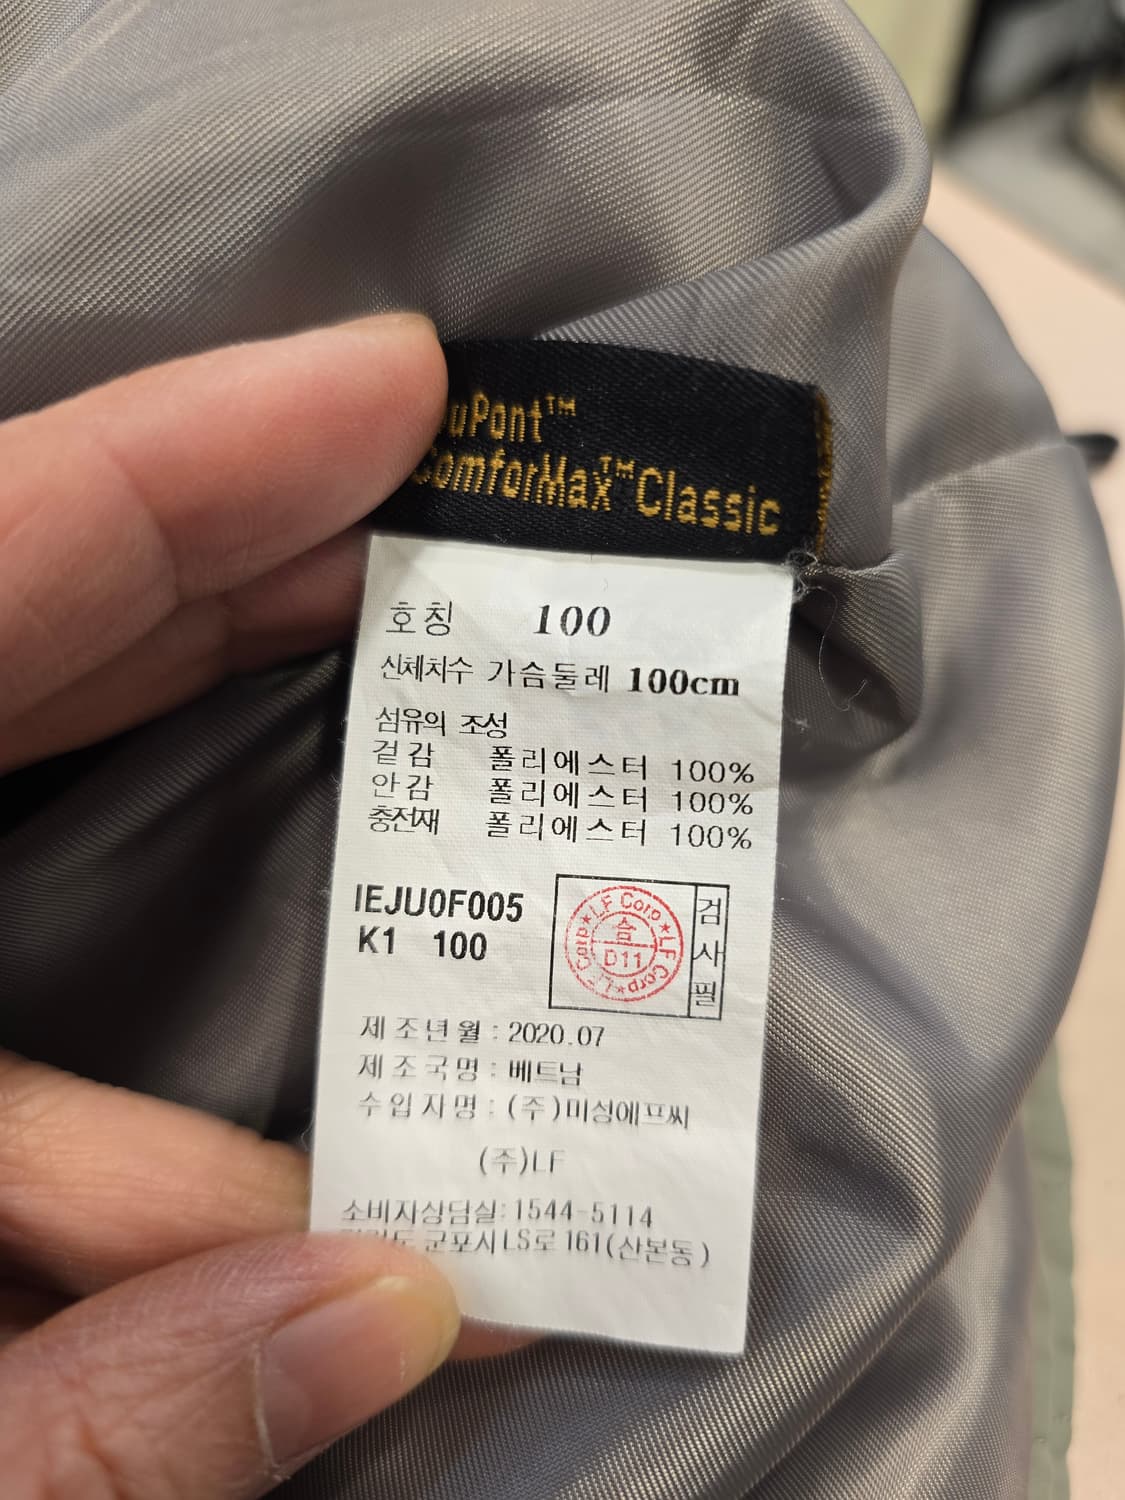 uPont™
ComforMax™ Classic
호칭 100
신체치수 가슴둘레 100cm
섬유의 조성
겉감 폴리에스터 100%
안감 폴리에스터 100%
충전재 폴리에스터 100%
IEJU0F005
K1 100
LF Corp★LF Corp★LF Corp★
合
D11
검사필
제조년월 : 2020.07
제조국명 : 베트남
수입자명 : (주)미성에프씨
(주)LF
소비자상담실:1544-5114
군포시 LS로 161(산본동)